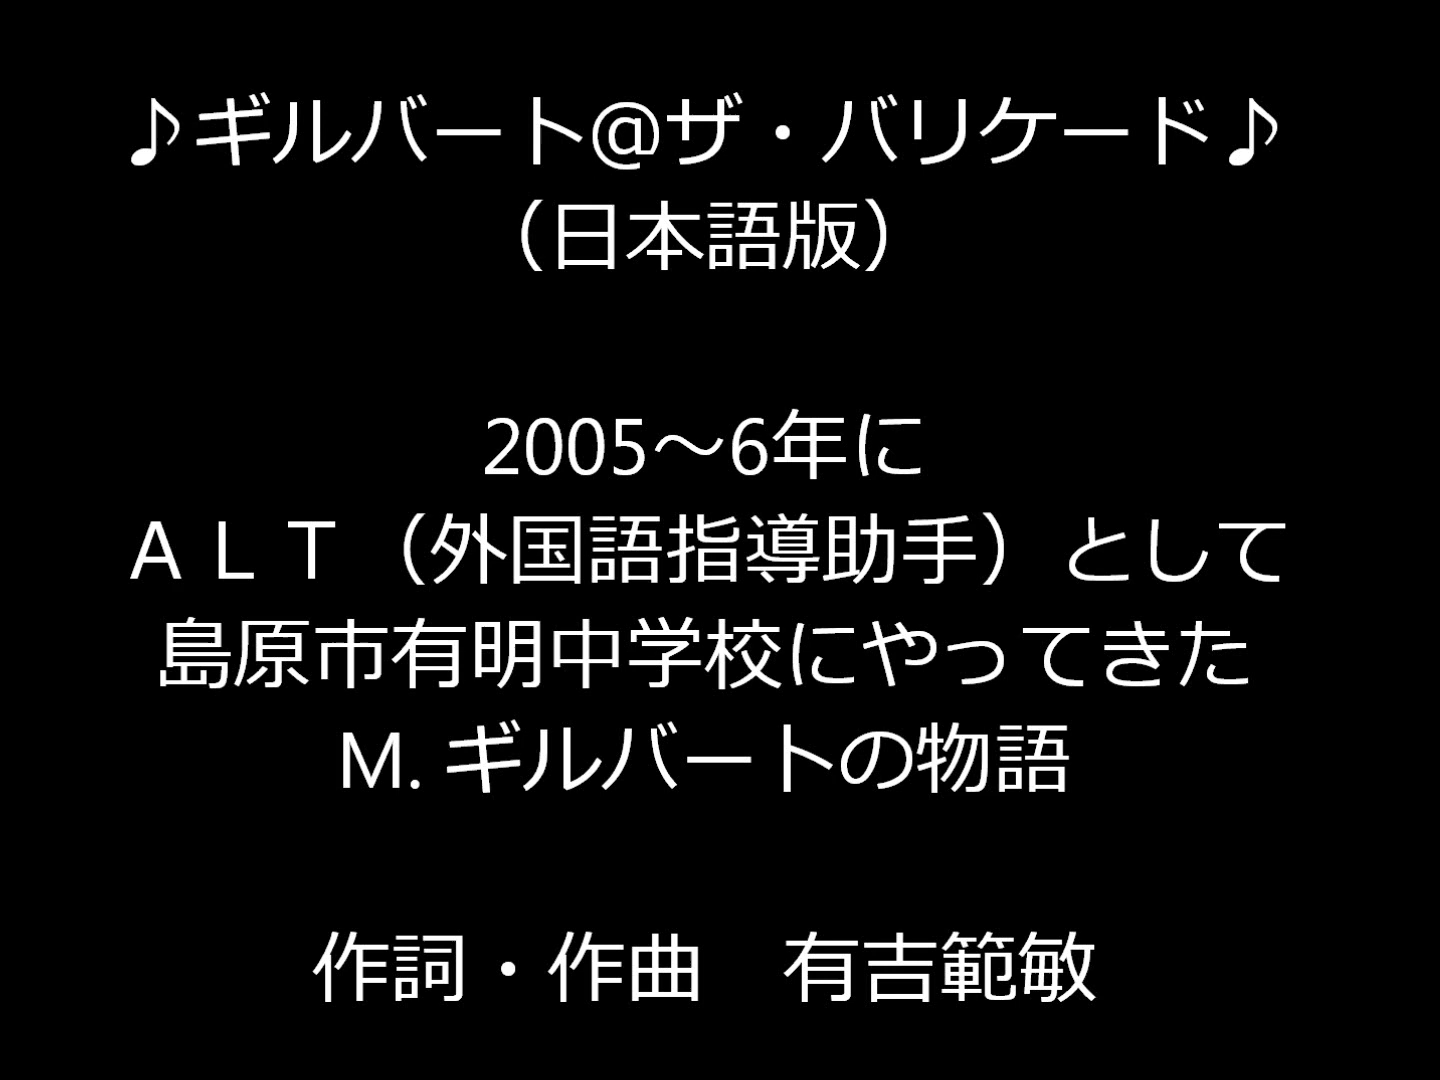 ♪ギルバート@ザ・バリケード♪
（日本語版）
2005～6年に
ＡＬＴ（外国語指導助手）として
島原市有明中学校にやってきた
M. ギルバートの物語
作詞・作曲　有吉範敏